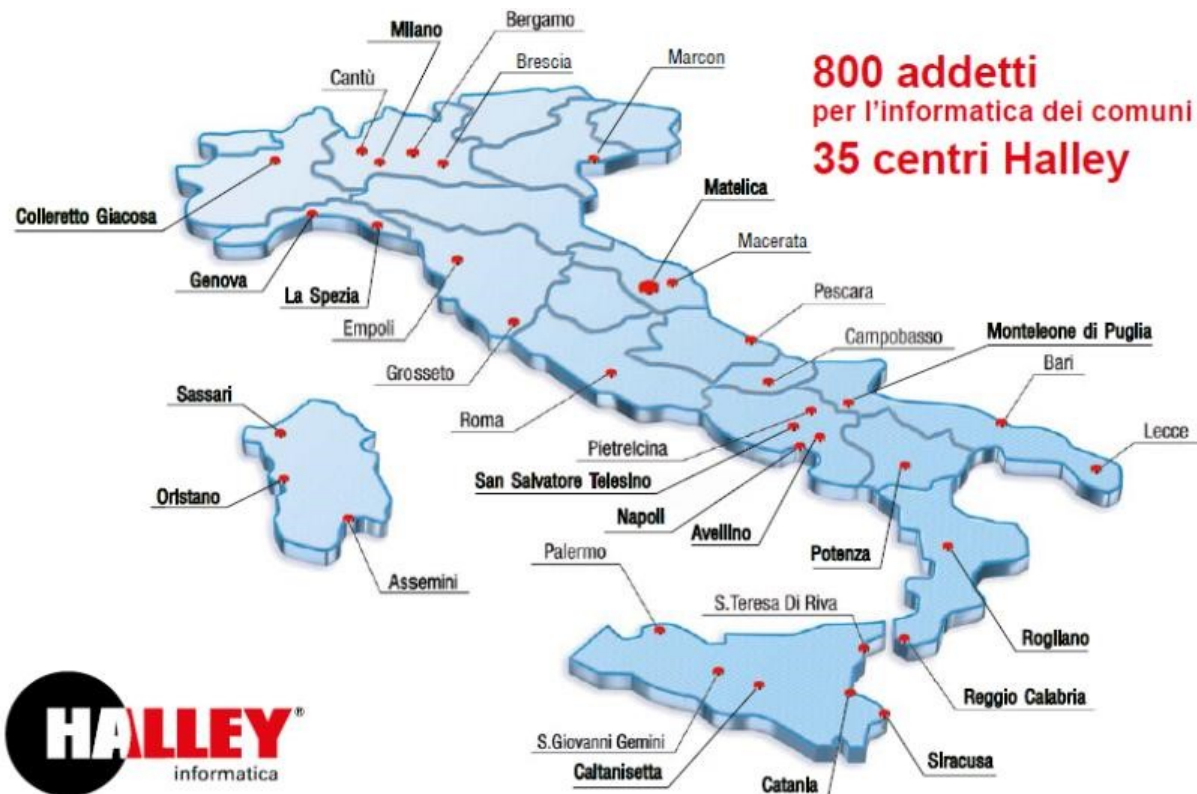 Bergamo
Milano
Brescia
Marcon
Cantù
800 addetti
per l'informatica dei comuni
35 centri Halley
Matelica
Colleretto Giacosa
Macerata
Genova
La Spezia
Pescara
Empoli
Campobasso
Monteleone di Puglia
Bari
Grosseto
Sassari
Roma
Lecce
Pietrelcina
San Salvatore Telesino
Oristano
Napoli
Avellino
Potenza
Palermo
Assemini
S.Teresa Di Riva
Rogliano
Reggio Calabria
HALLEY®
informatica
S.Giovanni Gemini
Caltanisetta
Catania
Siracusa